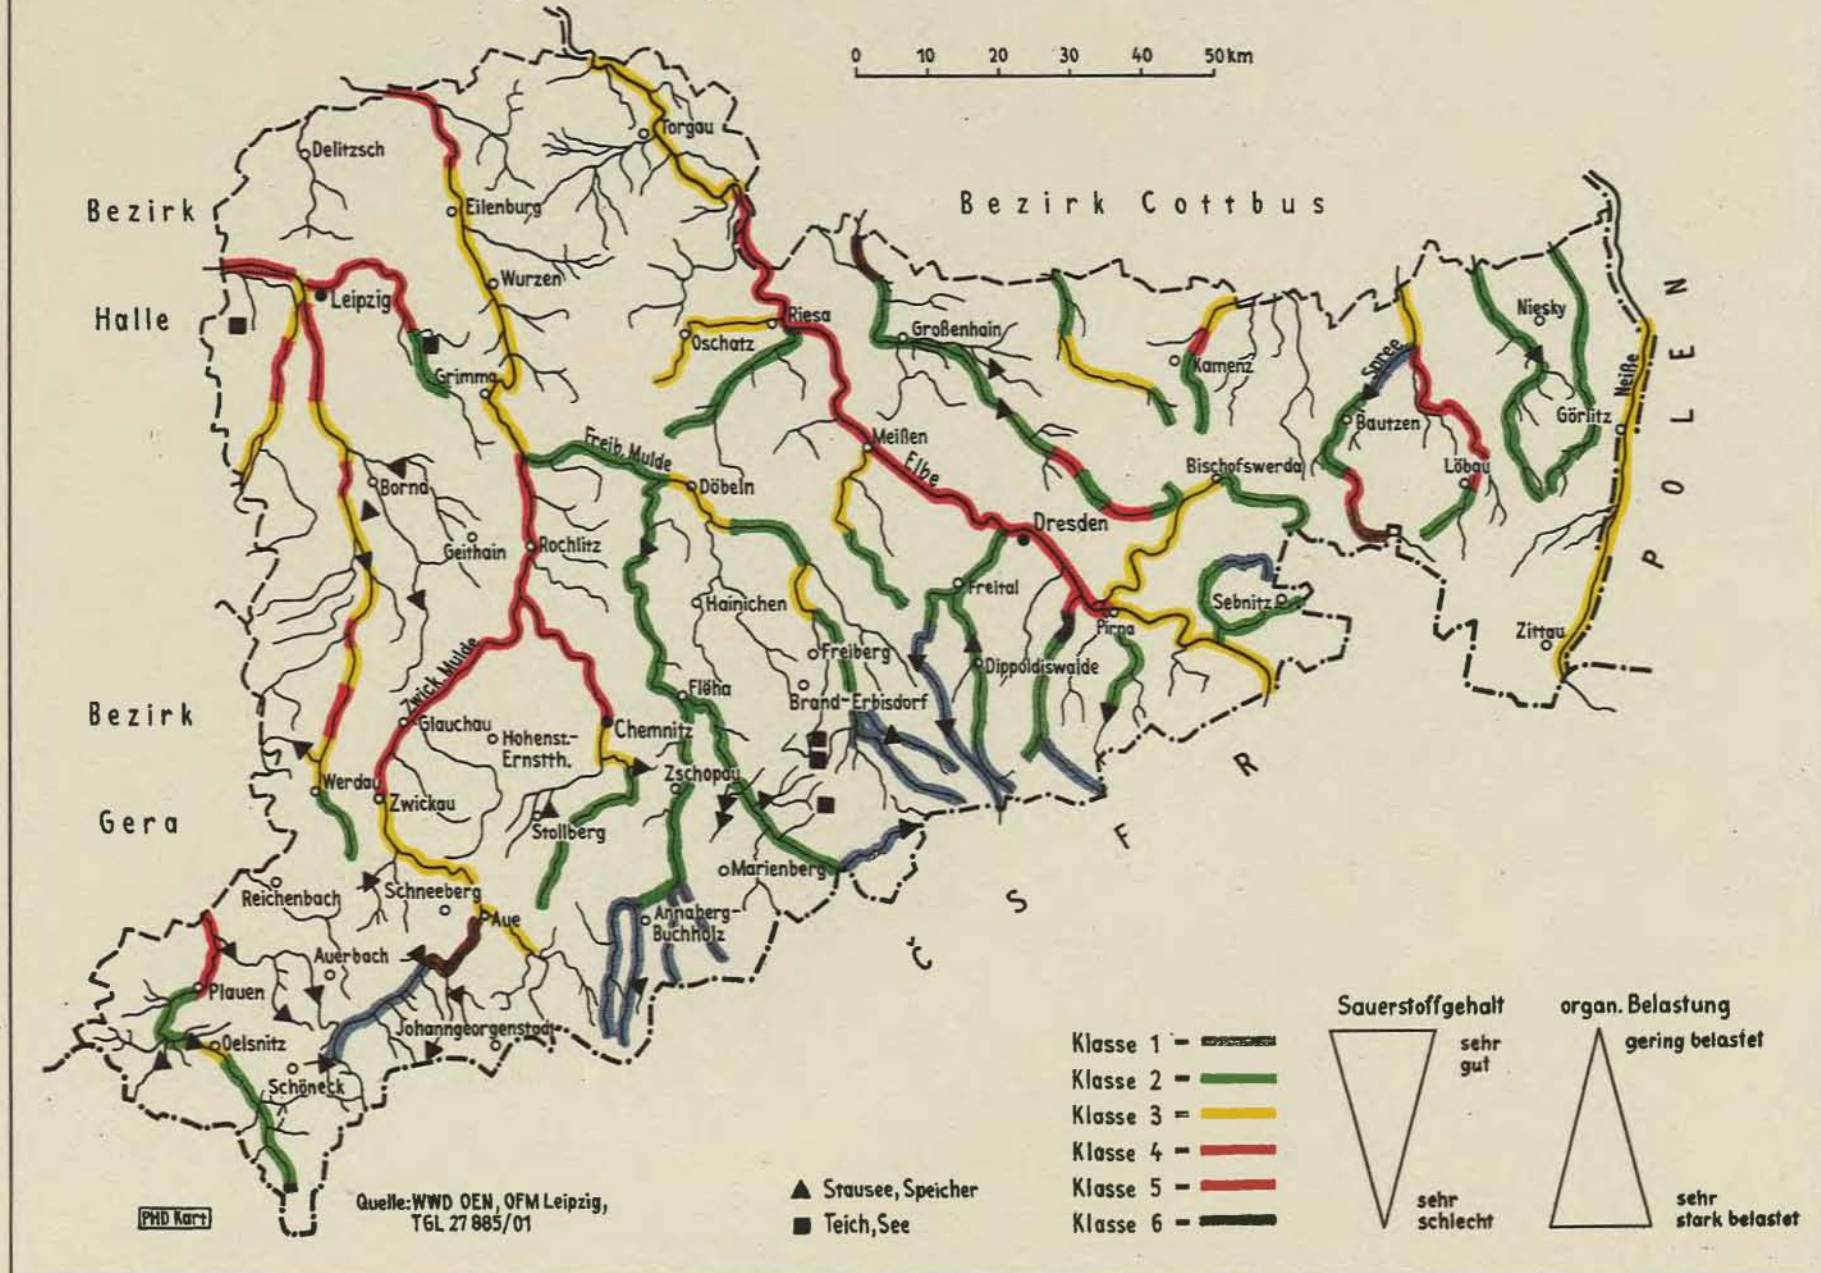 0 10 20 30 40 50 km
Torgau
Delitzsch
Bezirk
Eilenburg
Bezirk Cottbus
Wurzen
Halle
Leipzig
Riesa
Oschatz
Großenhain
Niesky
Kamenz
Spree
Neiße
POLEN
Grimma
Görlitz
Bautzen
Meißen
Freib. Mulde
Elbe
Bischofswerda
Löbau
Borna
Döbeln
Dresden
Geithain
Rochlitz
Freital
Hainichen
Sebnitz
Pirna
Zittau
Freiberg
Zwick. Mulde
Dippoldiswalde
Flöha
Brand-Erbisdorf
Bezirk
Glauchau
Hohenst.-
Ernstth.
Chemnitz
Zschopau
Werdau
Zwickau
Gera
Stollberg
Marienberg
ČSFR
Reichenbach
Schneeberg
Aue
Annaberg-
Buchholz
Auerbach
Plauen
Johanngeorgenstadt
Oelsnitz
Schöneck
Klasse 1 -
Klasse 2 -
Klasse 3 =
Klasse 4 -
Klasse 5 -
Klasse 6 -
Sauerstoffgehalt
sehr
gut
sehr
schlecht
organ. Belastung
gering belastet
sehr
stark belastet
Stausee, Speicher
Teich, See
PHD Kart
Quelle: WWD OEN, OFM Leipzig,
TGL 27 885/01